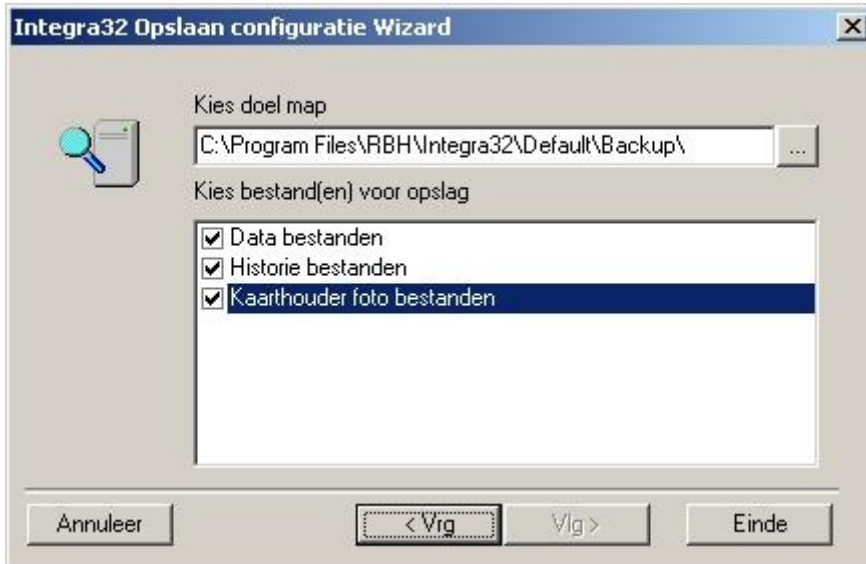 Integra32 Opslaan configuratie Wizard
Kies doel map
C:\Program Files\RBH\Integra32\Default\Backup\
...
Kies bestand(en) voor opslag
Data bestanden
Historie bestanden
Kaarthouder foto bestanden
Annuleer
< Vrg
Vlg >
Einde